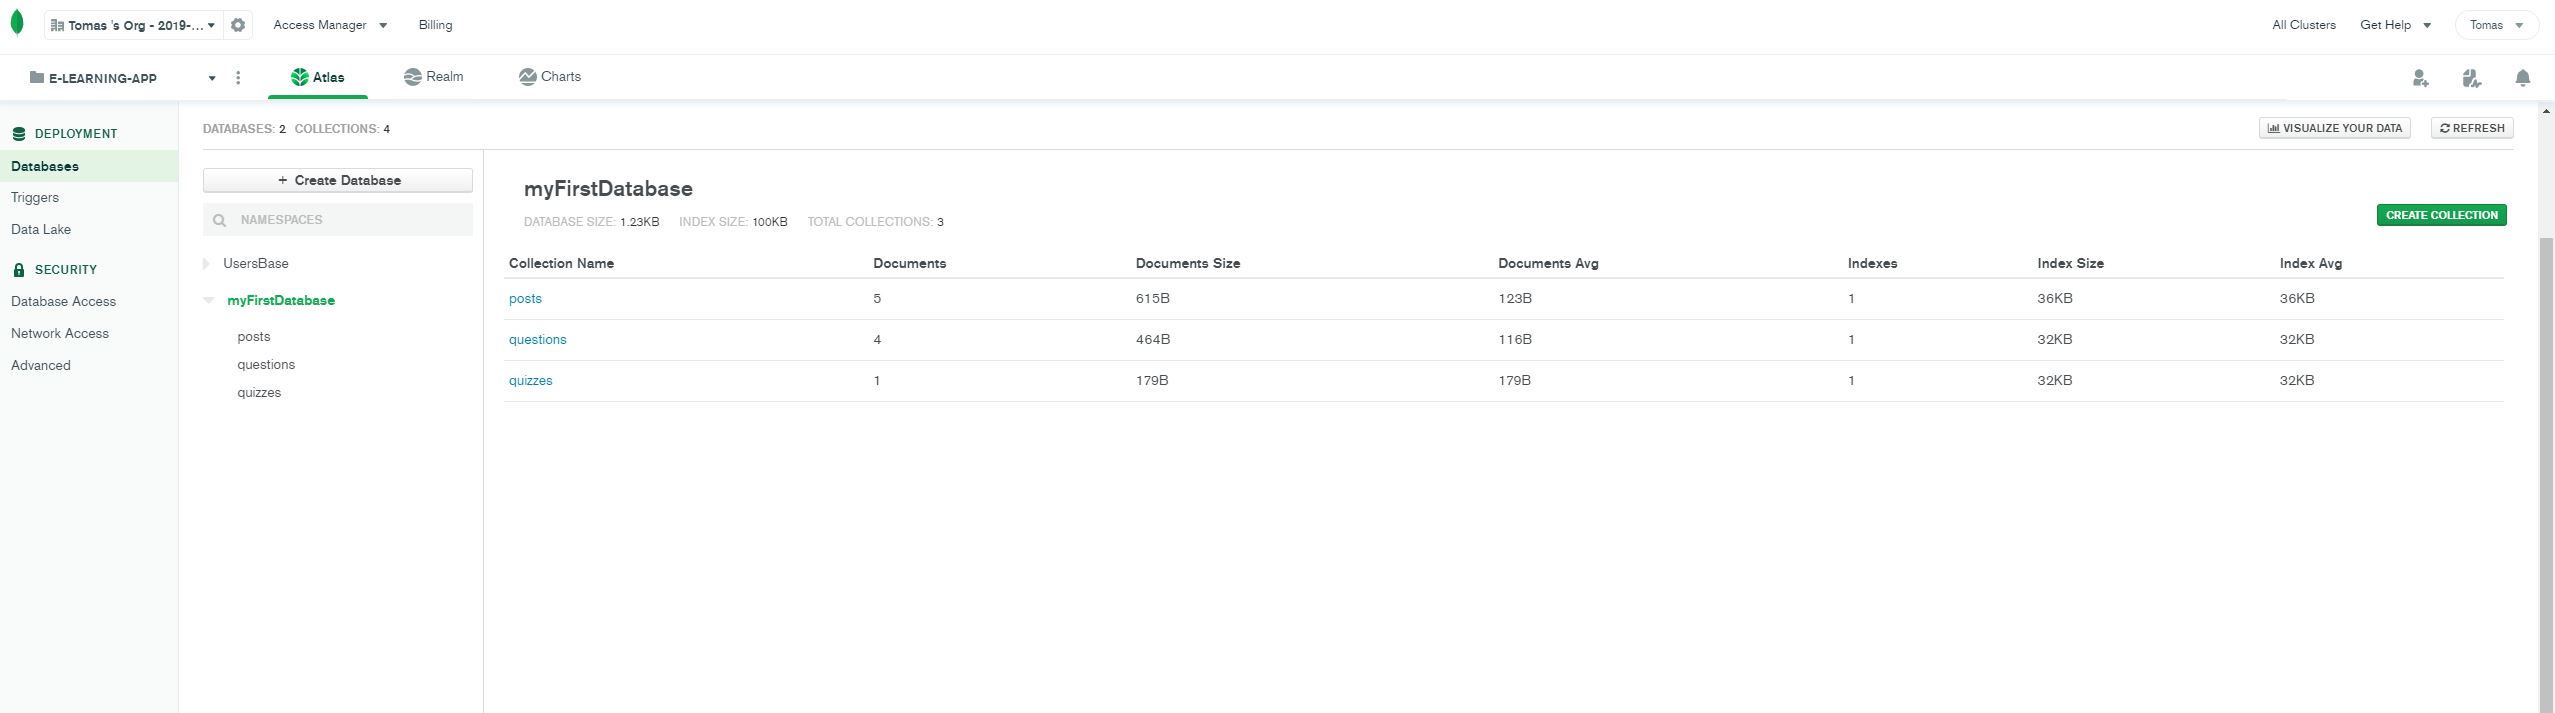 Tomas 's Org - 2019-... Access Manager Billing All Clusters Get Help Tomas
E-LEARNING-APP Atlas Realm Charts
DEPLOYMENT
Databases
Triggers
Data Lake
SECURITY
Database Access
Network Access
Advanced
DATABASES: 2 COLLECTIONS: 4 VISUALIZE YOUR DATA REFRESH
+ Create Database
NAMESPACES
UsersBase
myFirstDatabase
posts
questions
quizzes
myFirstDatabase
DATABASE SIZE: 1.23KB INDEX SIZE: 100KB TOTAL COLLECTIONS: 3 CREATE COLLECTION
Collection Name Documents Documents Size Documents Avg Indexes Index Size Index Avg
posts 5 615B 123B 1 36KB 36KB
questions 4 464B 116B 1 32KB 32KB
quizzes 1 179B 179B 1 32KB 32KB